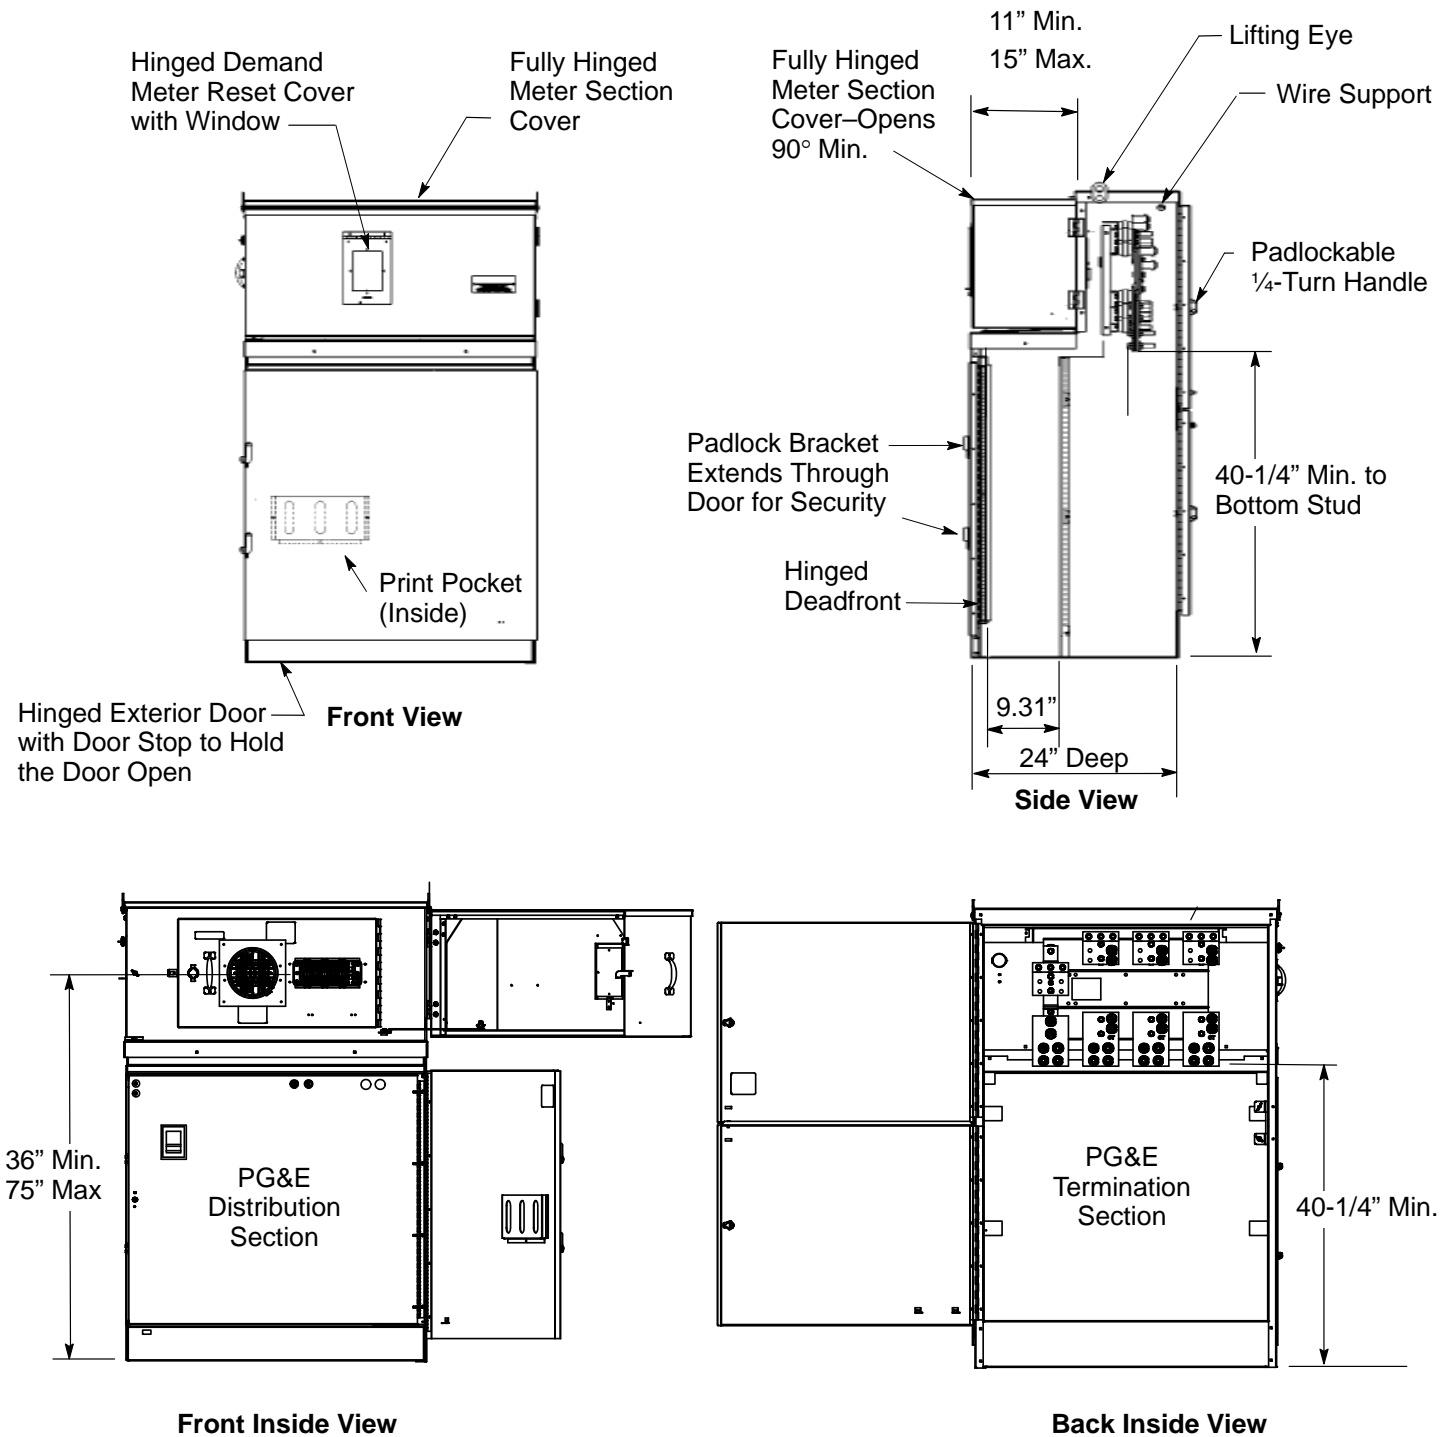 Hinged Demand
Meter Reset Cover
with Window
Fully Hinged
Meter Section
Cover
11” Min.
15” Max.
Fully Hinged
Meter Section
Cover–Opens
90° Min.
Lifting Eye
Wire Support
Padlockable
¼-Turn Handle
Padlock Bracket
Extends Through
Door for Security
40-1/4” Min. to
Bottom Stud
Hinged
Deadfront
Print Pocket
(Inside)
Hinged Exterior Door
with Door Stop to Hold
the Door Open
Front View
9.31”
24” Deep
Side View
36” Min.
75” Max
PG&E
Distribution
Section
PG&E
Termination
Section
40-1/4” Min.
Front Inside View
Back Inside View